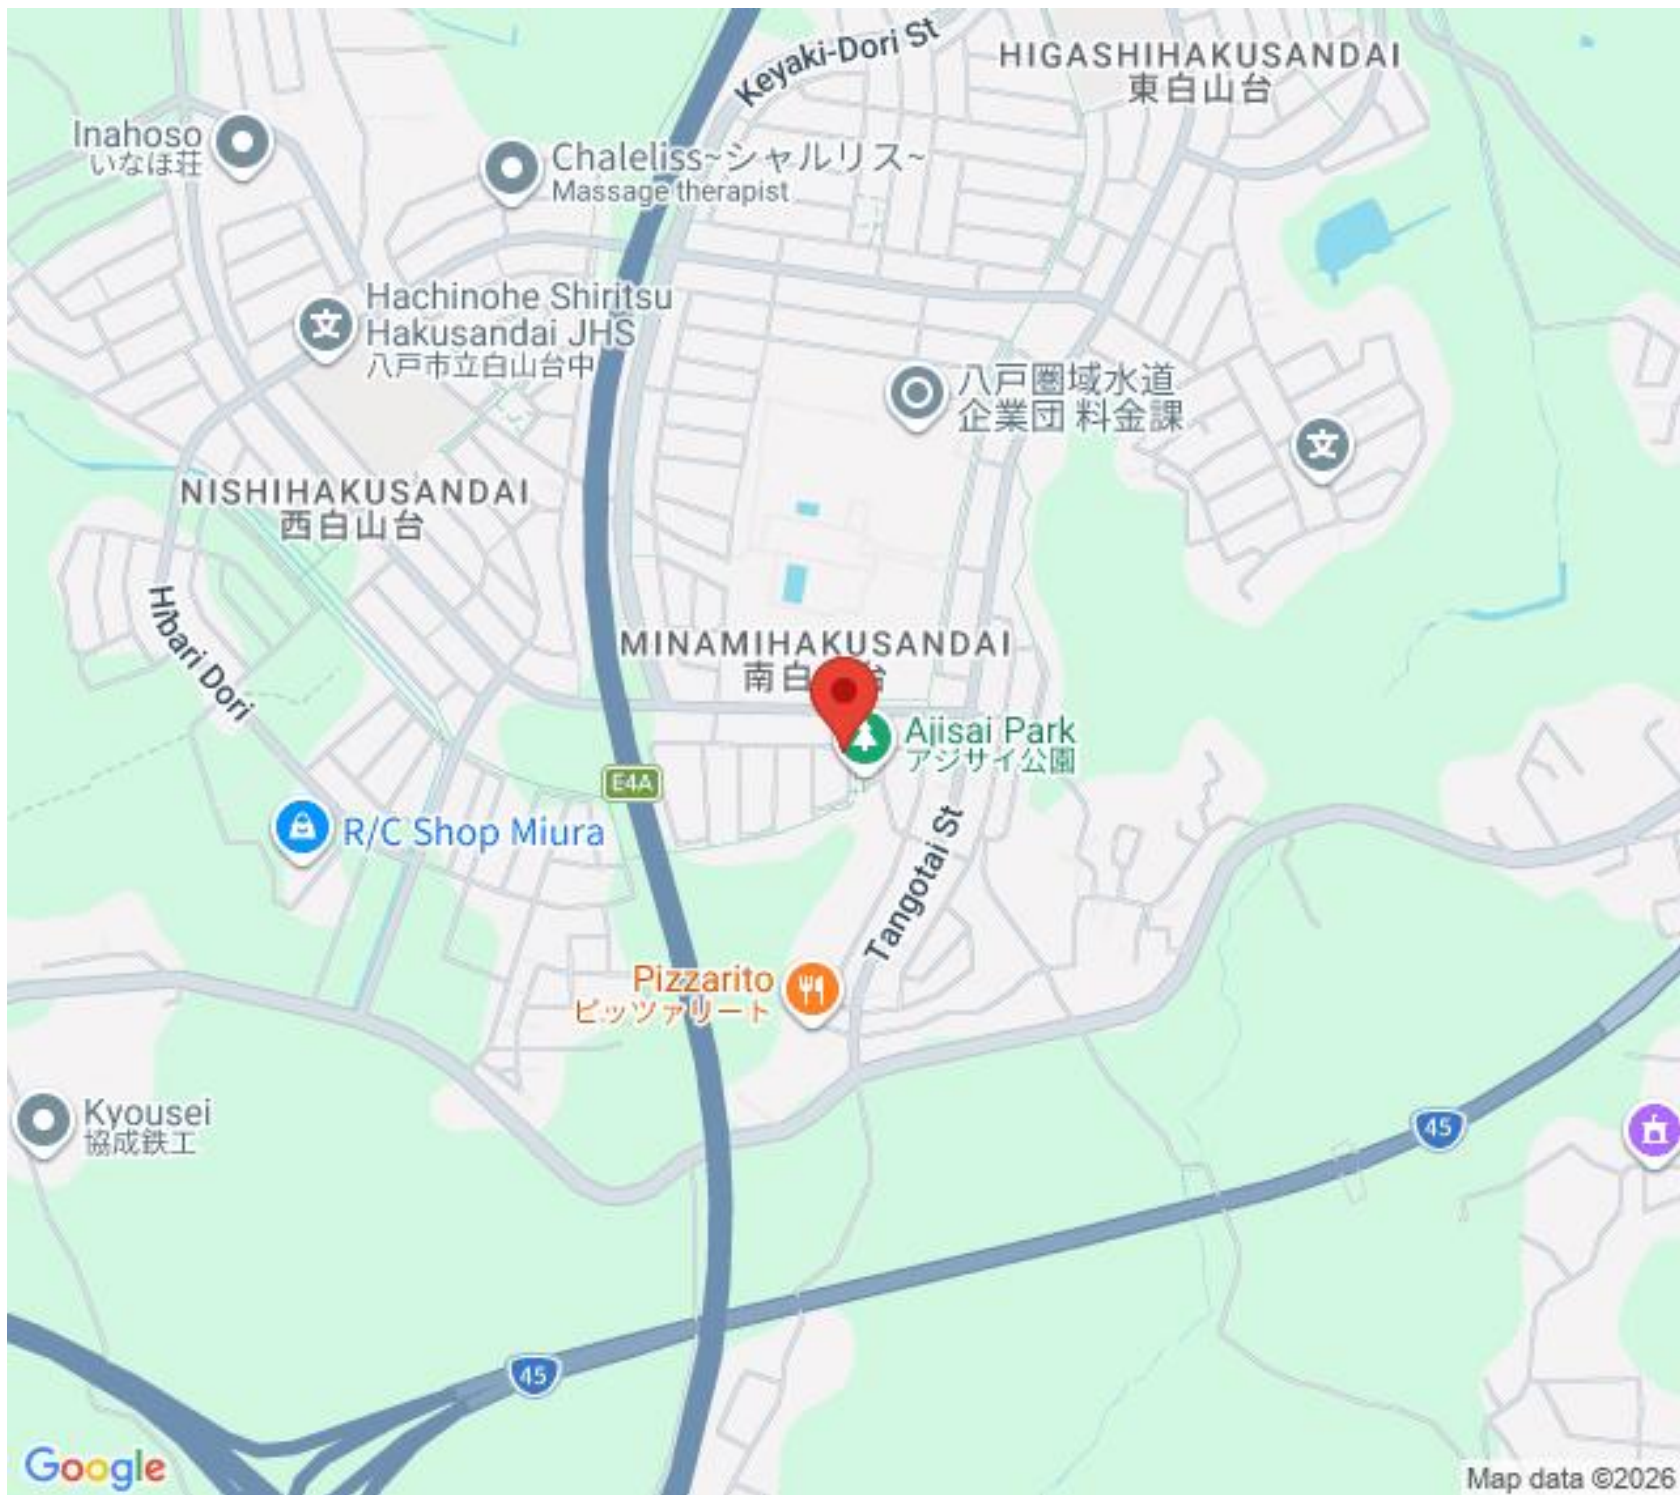 Keyaki-Dori St
HIGASHIHAKUSANDAI
東白山台
Inahoso
いなほ荘
Chaleliss~シャルリス~
Massage therapist
Hachinohe Shiritsu
Hakusandai JHS
八戸市立白山台中
八戸圏域水道
企業団 料金課
文
文
NISHIHAKUSANDAI
西白山台
Hibari Dori
MINAMIHAKUSANDAI
南白 台
Ajisai Park
アジサイ公園
E4A
R/C Shop Miura
Tangotai St
Pizzarito
ピッツァリート
Kyousei
協成鉄工
45
45
Google
Map data ©2026